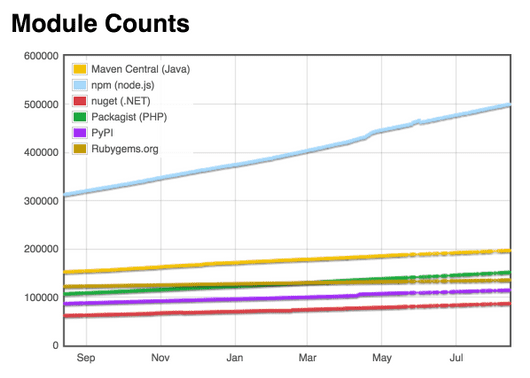 Module Counts
600000
500000
400000
300000
200000
100000
0
Maven Central (Java)
npm (node.js)
nuget (.NET)
Packagist (PHP)
PyPI
Rubygems.org
Sep Nov Jan Mar May Jul